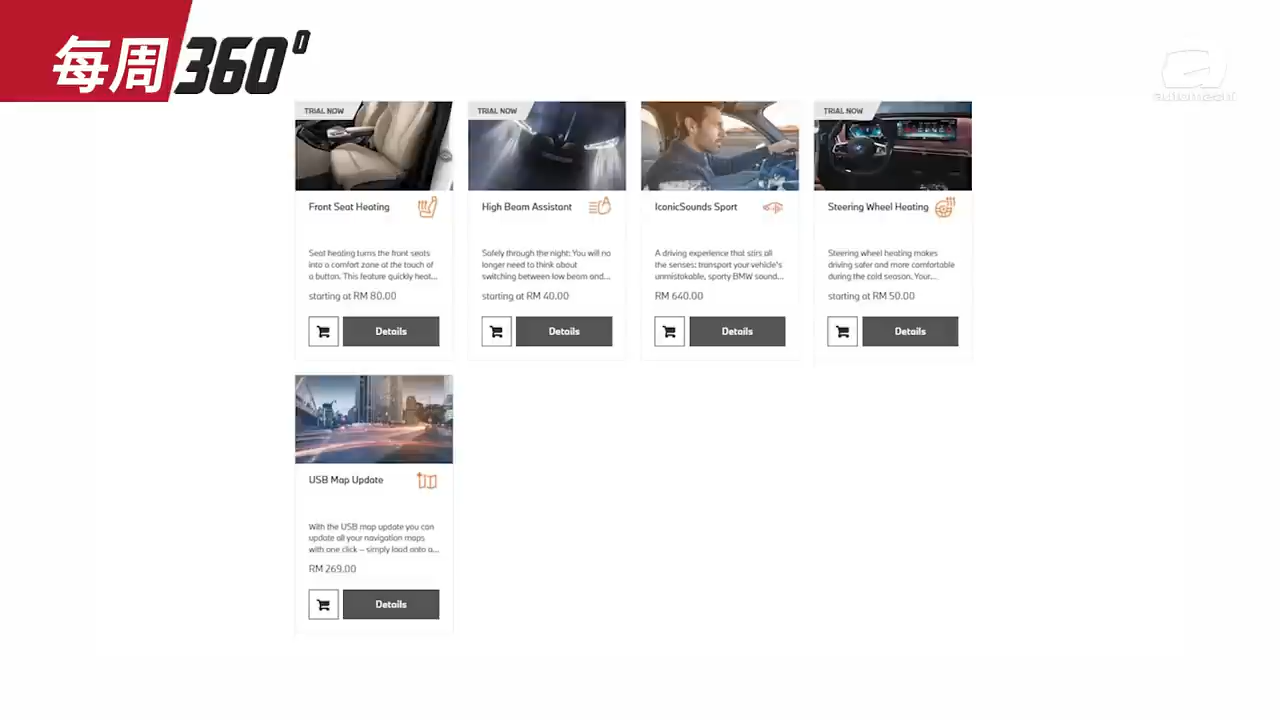 每周360°
automachi
TRIAL NOW
Front Seat Heating
Seat heating turns the front seats
into a comfort zone at the touch of
a button. This feature quickly heat...
starting at RM 80.00
Details
TRIAL NOW
High Beam Assistant
Safely through the night: You will no
longer need to think about
switching between low beam and...
starting at RM 40.00
Details
IconicSounds Sport
A driving experience that stirs all
the senses: transport your vehicle's
unmistakable, sporty BMW sound...
RM 640.00
Details
TRIAL NOW
Steering Wheel Heating
Steering wheel heating makes
driving safer and more comfortable
during the cold season. Your...
starting at RM 50.00
Details
USB Map Update
With the USB map update you can
update all your navigation maps
with one click – simply load onto a...
RM 269.00
Details